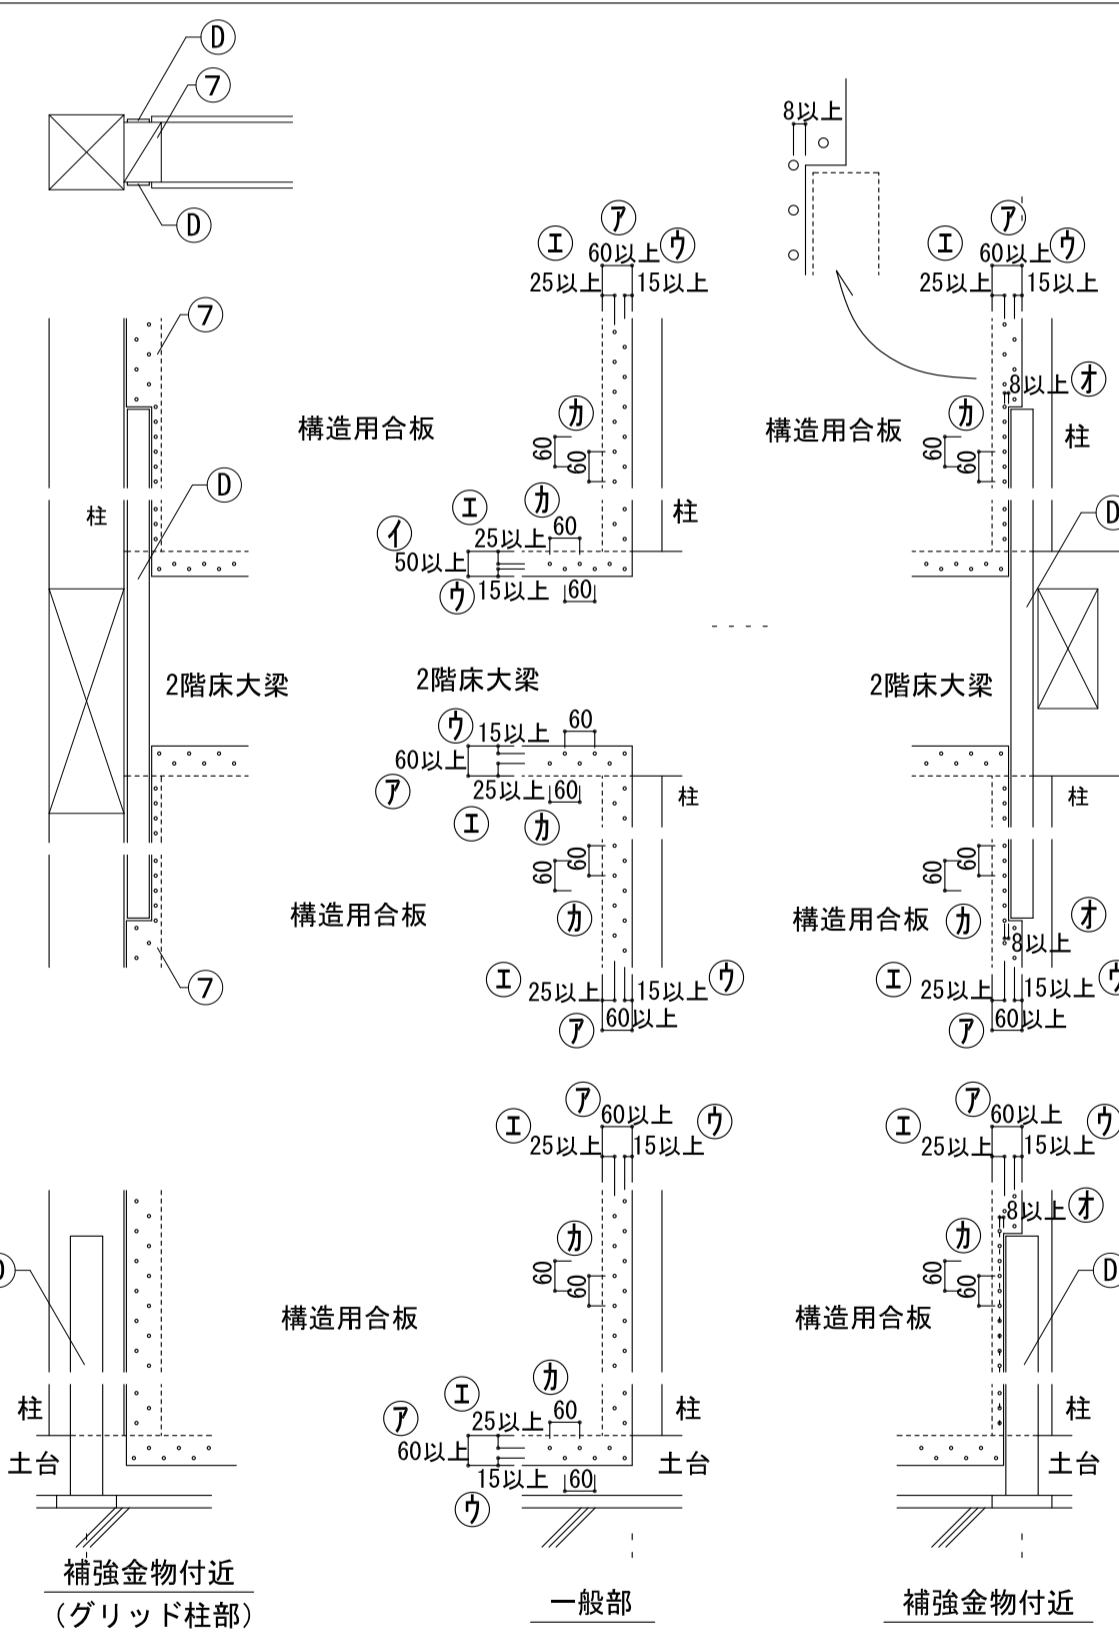 D
フ
D
フ
柱
D
2階床大梁
フ
柱
土台
補強金物付近
(グリッド柱部)
ア
エ 60以上 ウ
25以上 15以上
カ
構造用合板
60
60
柱
エ カ
イ 25以上 60
50以上
ウ 15以上 60
2階床大梁
ウ 15以上 60
60以上
ア 25以上 60
エ カ
柱
60
60
構造用合板 カ
エ 25以上 15以上 ウ
ア 60以上
ア 60以上 ウ
エ 25以上 15以上
カ
60
60
構造用合板
カ
エ 60
ア 25以上
60以上
15以上 60
ウ
柱
土台
一般部
8以上
ア
エ 60以上 ウ
25以上 15以上
8以上 オ
カ
構造用合板
60
60
柱
D
2階床大梁
柱
60
60
構造用合板 カ オ
8以上
エ 25以上 15以上 ウ
ア 60以上
ア 60以上 ウ
エ 25以上 15以上
8以上 オ
カ
60
60
D
構造用合板
柱
土台
補強金物付近